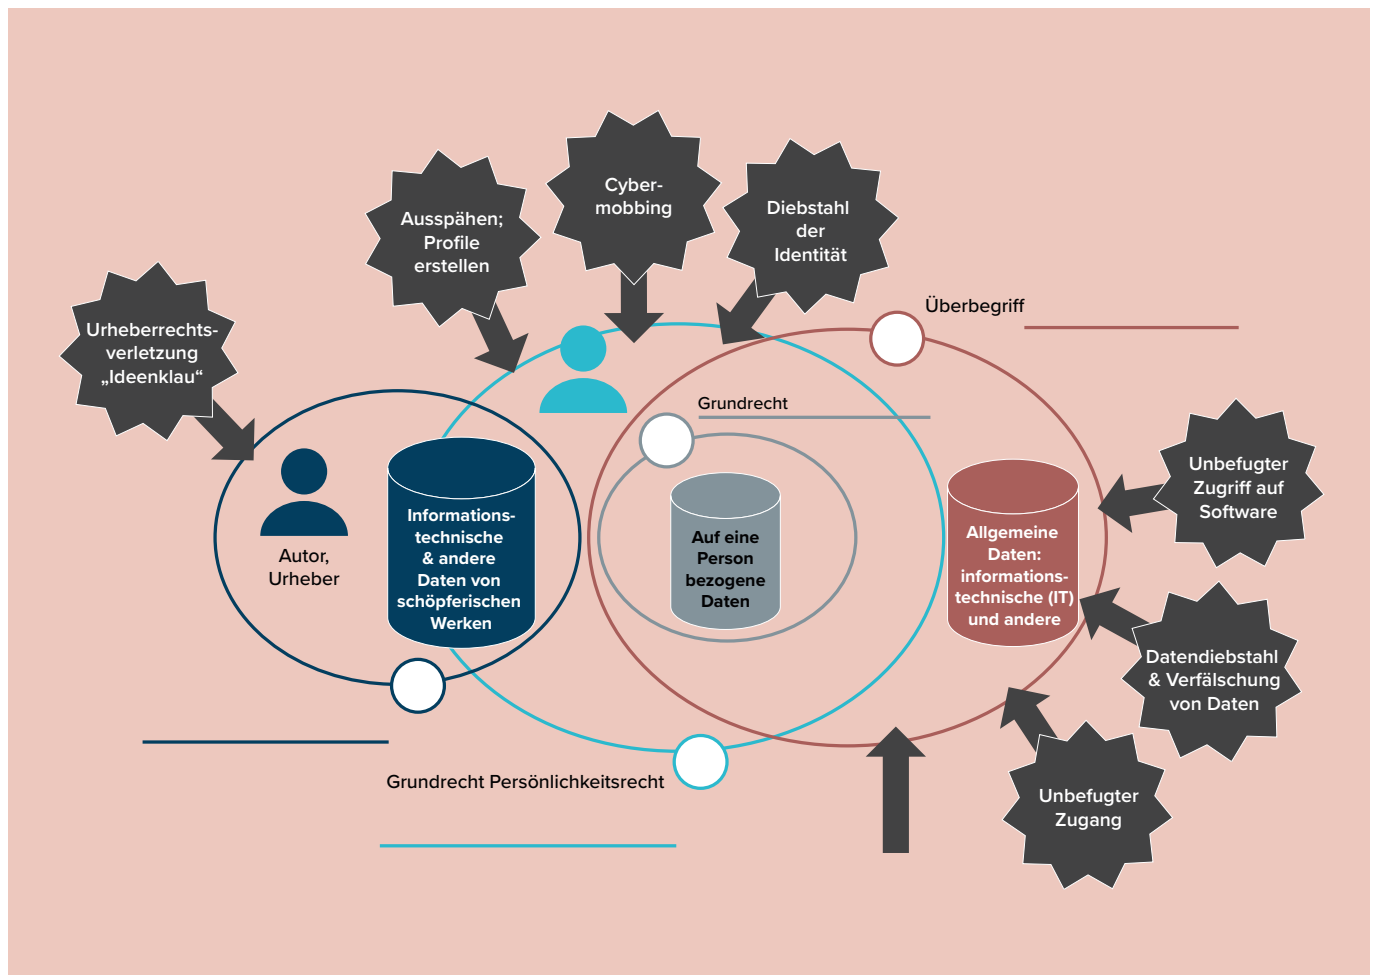 Cyber-
mobbing
Ausspähen;
Profile
erstellen
Diebstahl
der
Identität
Urheberrechts-
verletzung
„Ideenklau“
Überbegriff
Grundrecht
Autor,
Urheber
Informations-
technische
& andere
Daten von
schöpferischen
Werken
Auf eine
Person
bezogene
Daten
Allgemeine
Daten:
informations-
technische (IT)
und andere
Unbefugter
Zugriff auf
Software
Datendiebstahl
& Verfälschung
von Daten
Unbefugter
Zugang
Grundrecht Persönlichkeitsrecht